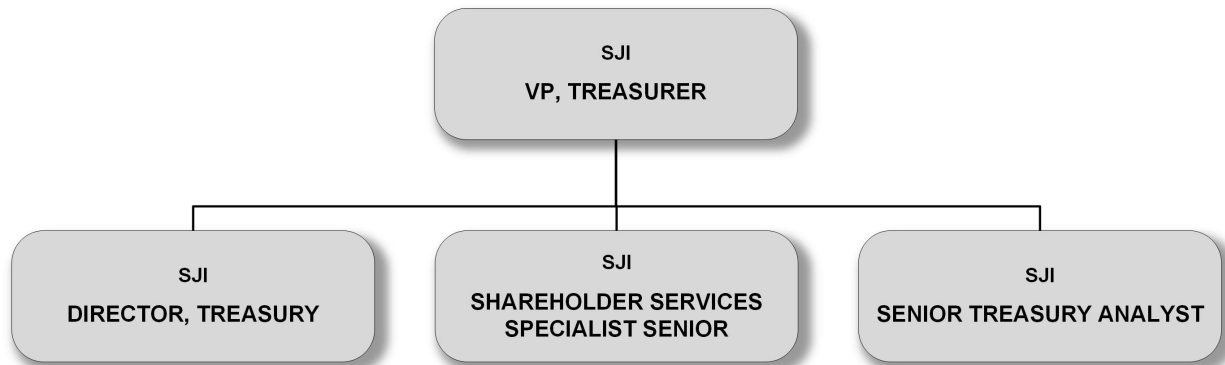 SJI
VP, TREASURER
SJI
DIRECTOR, TREASURY
SJI
SHAREHOLDER SERVICES
SPECIALIST SENIOR
SJI
SENIOR TREASURY ANALYST